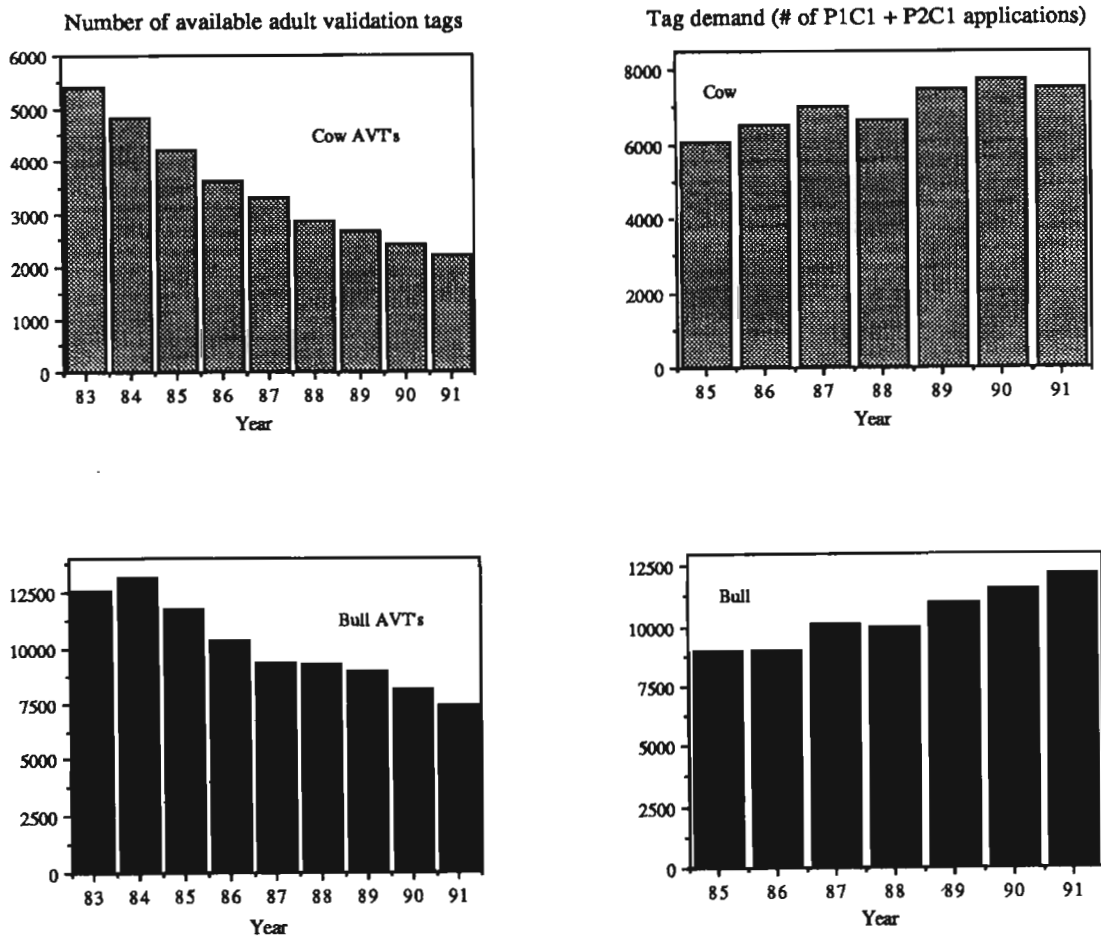 Number of available adult validation tags
6000
5000
4000
3000
2000
1000
0
Cow AVT's
83 84 85 86 87 88 89 90 91
Year
Tag demand (# of P1C1 + P2C1 applications)
8000
6000
4000
2000
0
Cow
85 86 87 88 89 90 91
Year
12500
10000
7500
5000
2500
0
Bull AVT's
83 84 85 86 87 88 89 90 91
Year
12500
10000
7500
5000
2500
0
Bull
85 86 87 88 89 90 91
Year